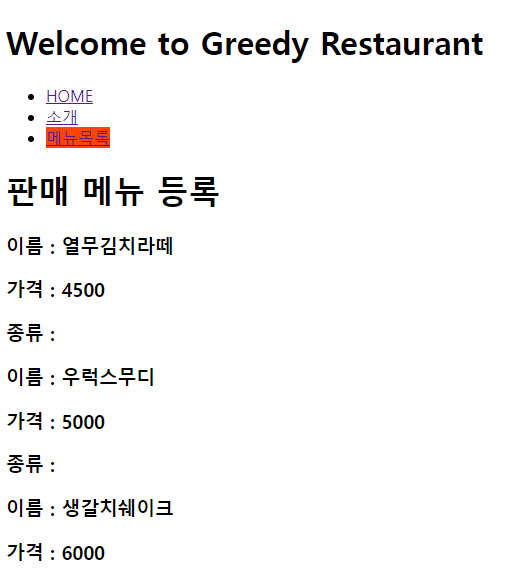 Welcome to Greedy Restaurant
HOME
소개
메뉴목록
판매 메뉴 등록
이름 : 열무김치라떼
가격 : 4500
종류 :
이름 : 우럭스무디
가격 : 5000
종류 :
이름 : 생갈치쉐이크
가격 : 6000